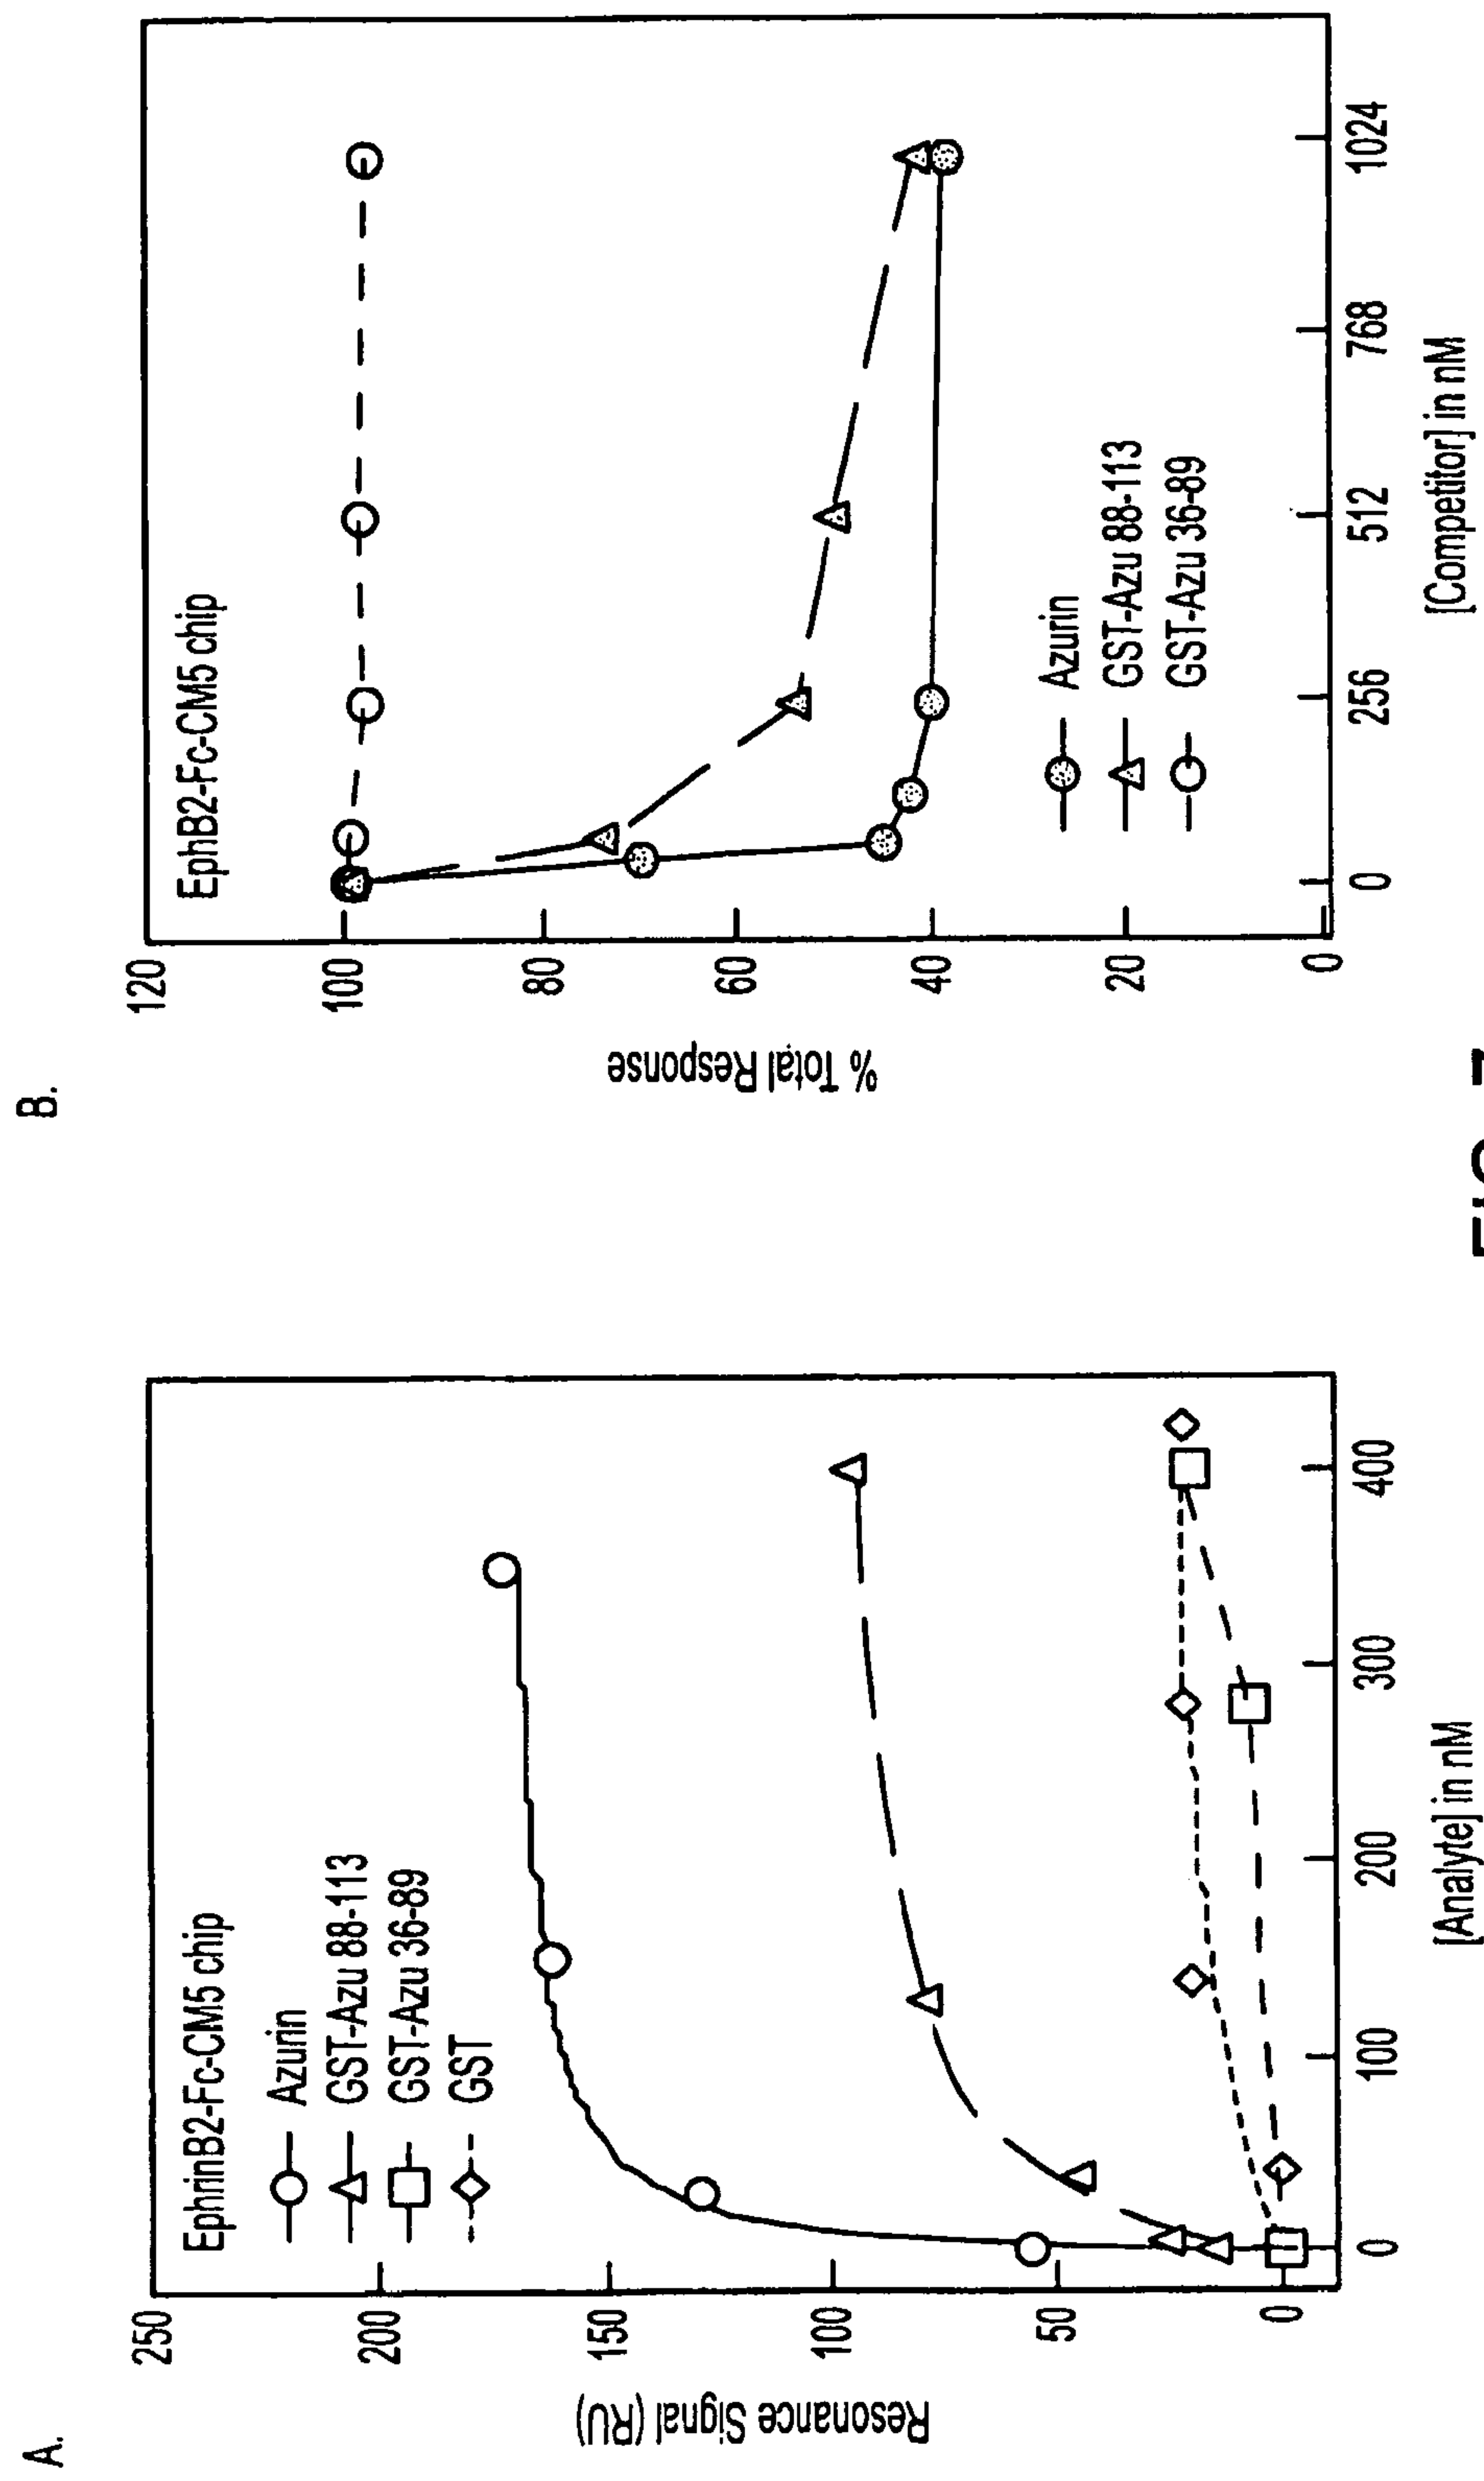 A.
EphrinB2-Fc-CM5 chip
Azurin
GST-Azu 88-113
GST-Azu 36-89
GST
250
200
150
100
50
0
Resonance Signal (RU)
0 100 200 300 400
[Analyte] in nM
B.
EphB2-Fc-CM5 chip
Azurin
GST-Azu 88-113
GST-Azu 36-89
120
100
80
60
40
20
0
% Total Response
0 256 512 768 1024
[Competitor] in nM